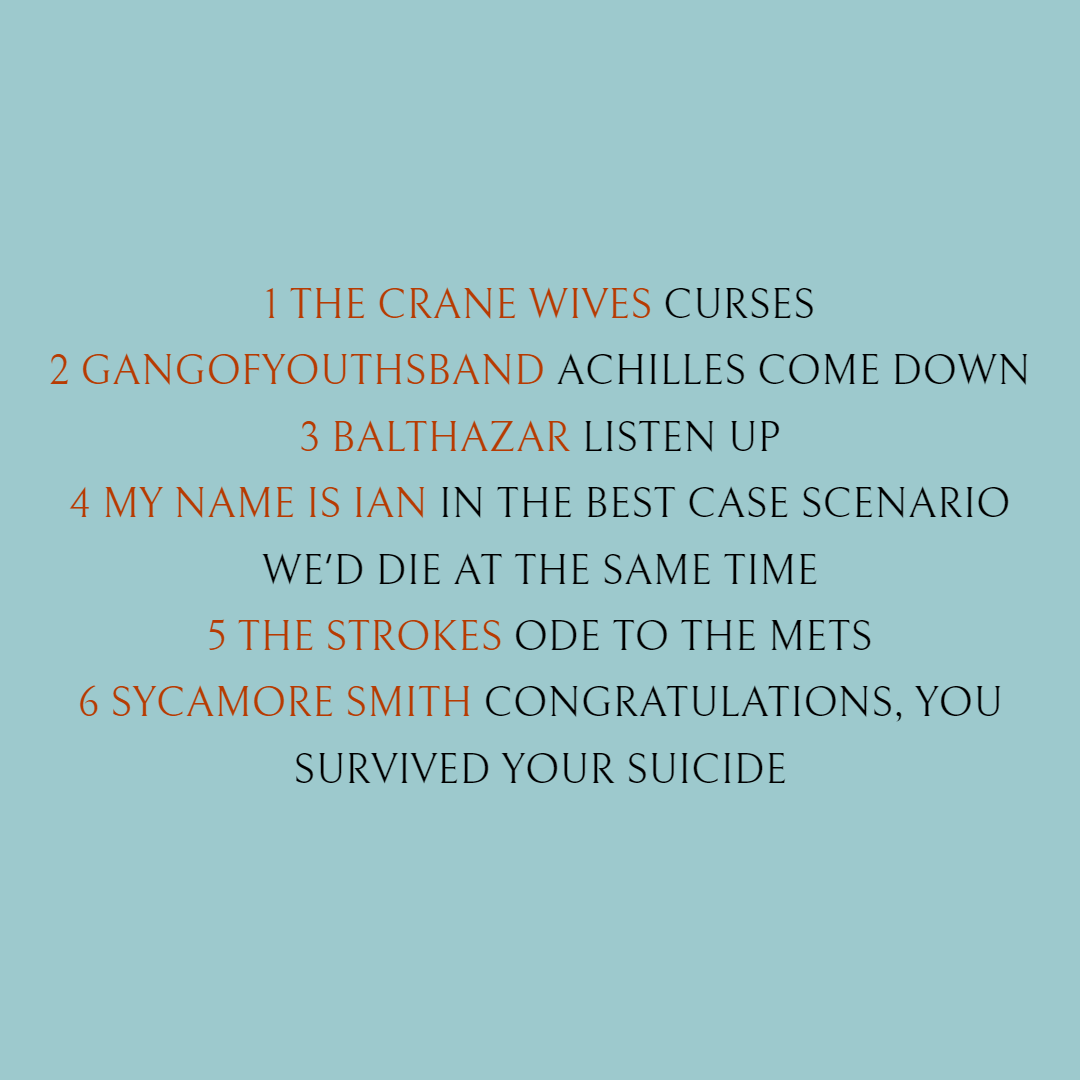 1 THE CRANE WIVES CURSES
2 GANGOFYOUTHSBAND ACHILLES COME DOWN
3 BALTHAZAR LISTEN UP
4 MY NAME IS IAN IN THE BEST CASE SCENARIO
WE'D DIE AT THE SAME TIME
5 THE STROKES ODE TO THE METS
6 SYCAMORE SMITH CONGRATULATIONS, YOU
SURVIVED YOUR SUICIDE